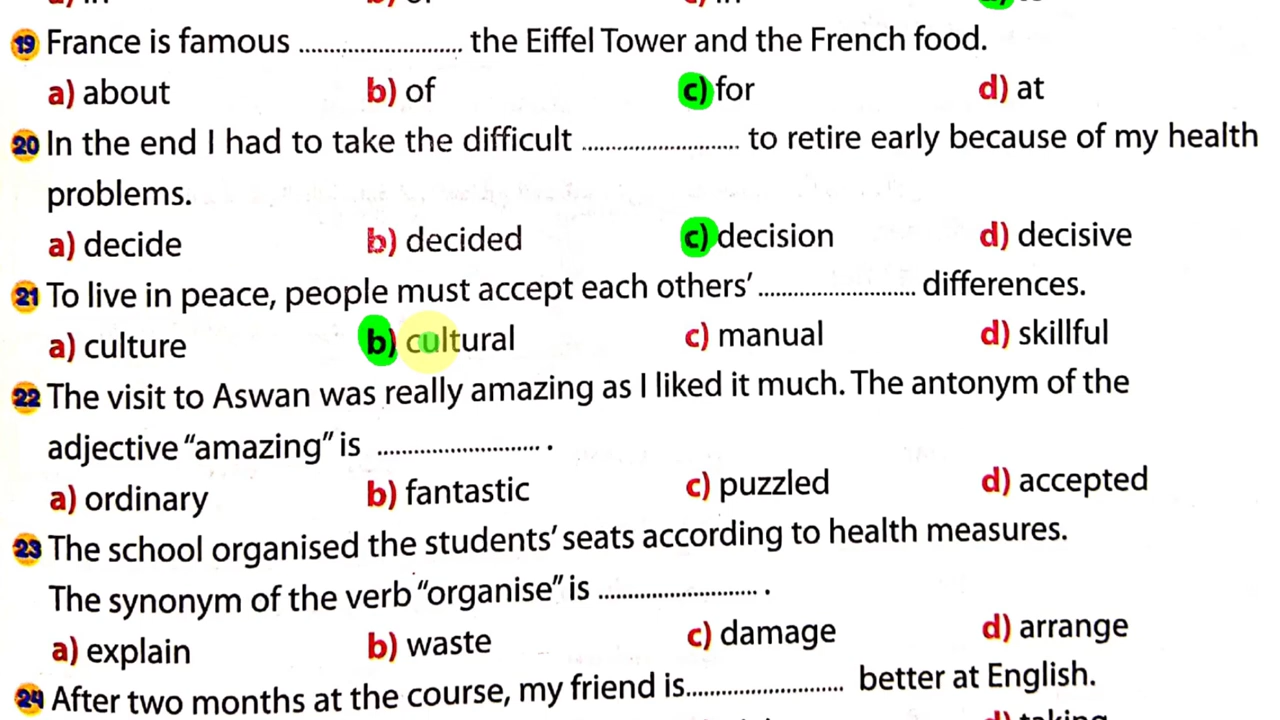 19 France is famous ........................... the Eiffel Tower and the French food.
a) about b) of c) for d) at
20 In the end I had to take the difficult .......................... to retire early because of my health
problems.
a) decide b) decided c) decision d) decisive
21 To live in peace, people must accept each others' .......................... differences.
a) culture b) cultural c) manual d) skillful
22 The visit to Aswan was really amazing as I liked it much. The antonym of the
adjective “amazing” is ........................... .
a) ordinary b) fantastic c) puzzled d) accepted
23 The school organised the students' seats according to health measures.
The synonym of the verb “organise” is .......................... .
a) explain b) waste c) damage d) arrange
24 After two months at the course, my friend is.......................... better at English.
d) taking